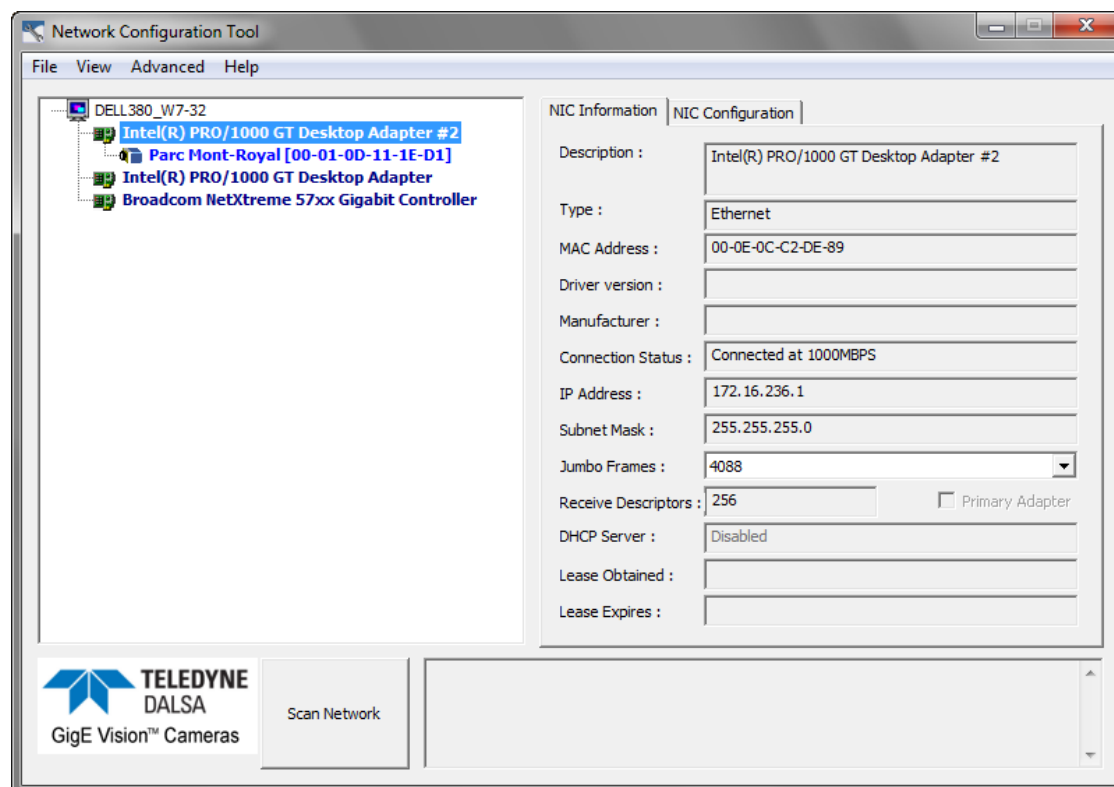 Network Configuration Tool
File View Advanced Help
DELL380_W7-32
Intel(R) PRO/1000 GT Desktop Adapter #2
Parc Mont-Royal [00-01-0D-11-1E-D1]
Intel(R) PRO/1000 GT Desktop Adapter
Broadcom NetXtreme 57xx Gigabit Controller
NIC Information NIC Configuration
Description : Intel(R) PRO/1000 GT Desktop Adapter #2
Type : Ethernet
MAC Address : 00-0E-0C-C2-DE-89
Driver version :
Manufacturer :
Connection Status : Connected at 1000MBPS
IP Address : 172.16.236.1
Subnet Mask : 255.255.255.0
Jumbo Frames : 4088
Receive Descriptors : 256 Primary Adapter
DHCP Server : Disabled
Lease Obtained :
Lease Expires :
TELEDYNE
DALSA
GigE Vision™ Cameras
Scan Network